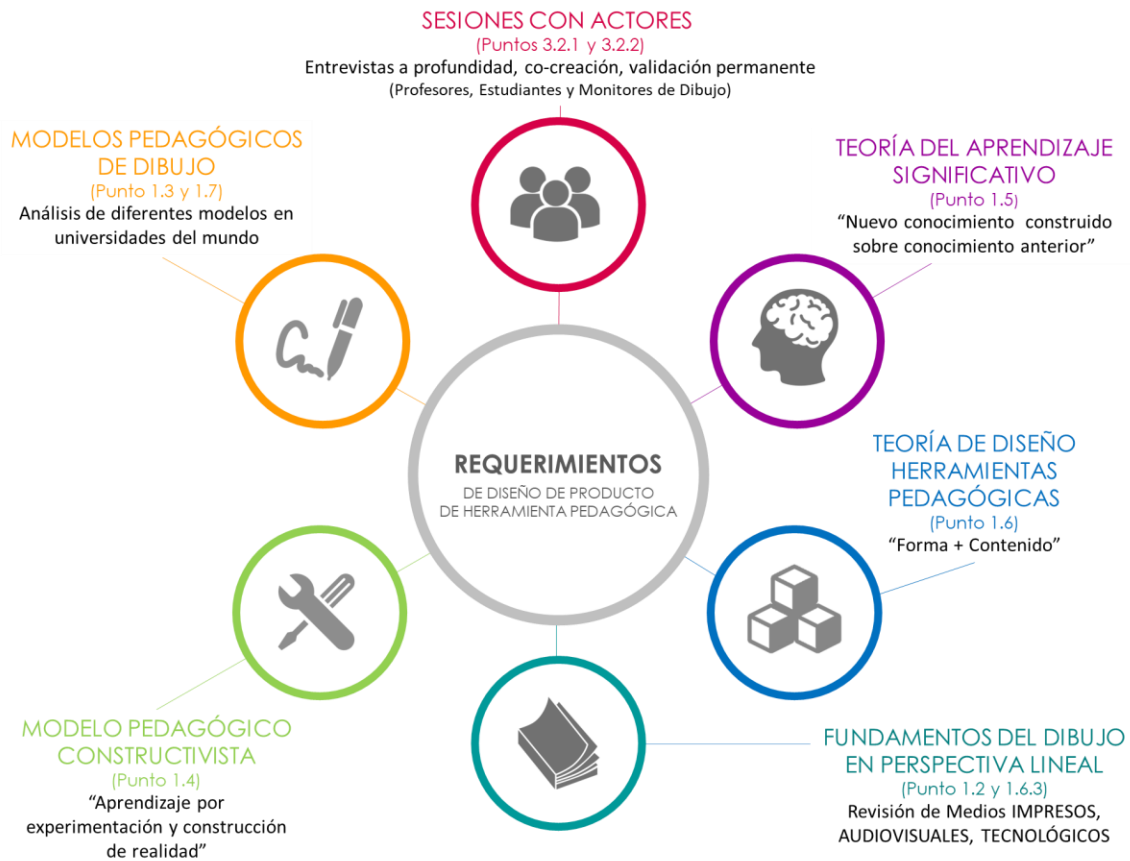 SESIONES CON ACTORES
(Puntos 3.2.1 y 3.2.2)
Entrevistas a profundidad, co-creación, validación permanente
(Profesores, Estudiantes y Monitores de Dibujo)
MODELOS PEDAGÓGICOS
DE DIBUJO
(Punto 1.3 y 1.7)
Análisis de diferentes modelos en
universidades del mundo
TEORÍA DEL APRENDIZAJE
SIGNIFICATIVO
(Punto 1.5)
“Nuevo conocimiento construido
sobre conocimiento anterior”
REQUERIMIENTOS
DE DISEÑO DE PRODUCTO
DE HERRAMIENTA PEDAGÓGICA
TEORÍA DE DISEÑO
HERRAMIENTAS
PEDAGÓGICAS
(Punto 1.6)
“Forma + Contenido”
MODELO PEDAGÓGICO
CONSTRUCTIVISTA
(Punto 1.4)
“Aprendizaje por
experimentación y construcción
de realidad”
FUNDAMENTOS DEL DIBUJO
EN PERSPECTIVA LINEAL
(Punto 1.2 y 1.6.3)
Revisión de Medios IMPRESOS,
AUDIOVISUALES, TECNOLÓGICOS